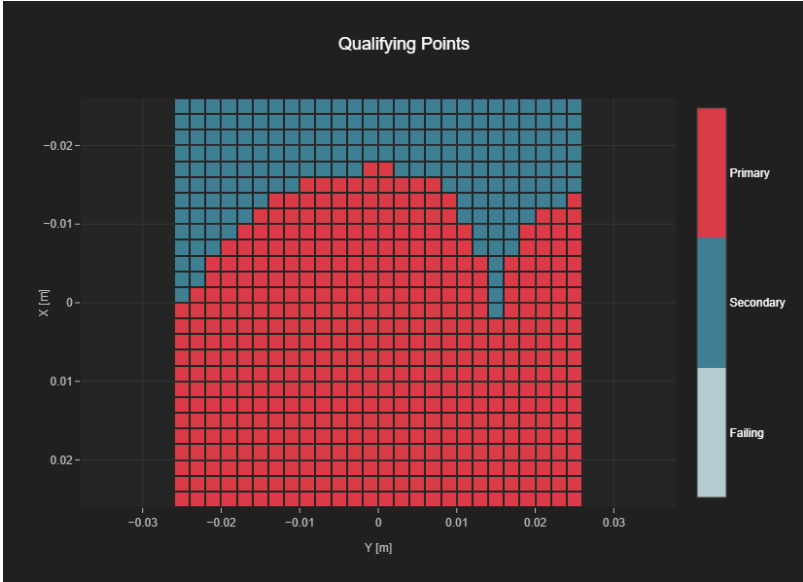 Qualifying Points
−0.02
−0.01
0
0.01
0.02
X [m]
−0.03
−0.02
−0.01
0
0.01
0.02
0.03
Y [m]
Primary
Secondary
Failing